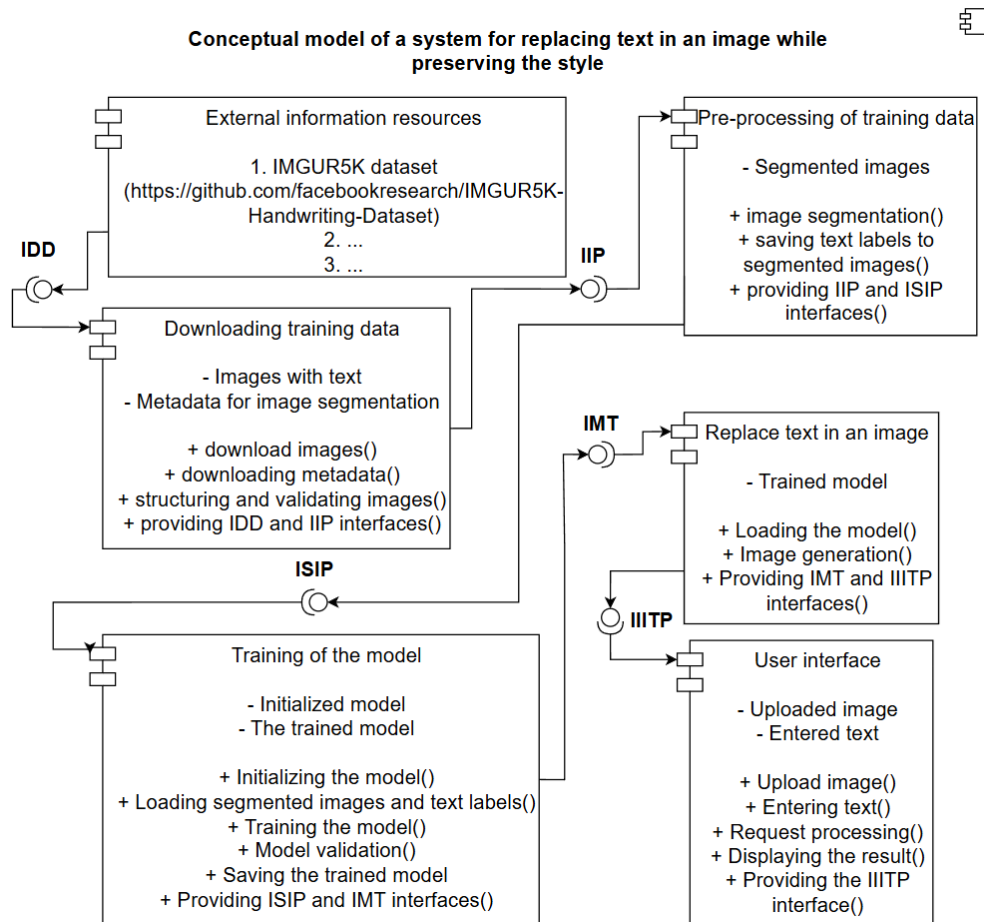 Conceptual model of a system for replacing text in an image while
preserving the style
External information resources
1. IMGUR5K dataset
(https://github.com/facebookresearch/IMGUR5K-
Handwriting-Dataset)
2. ...
3. ...
Pre-processing of training data
- Segmented images
+ image segmentation()
+ saving text labels to
segmented images()
+ providing IIP and ISIP
interfaces()
IDD
IIP
Downloading training data
- Images with text
- Metadata for image segmentation
+ download images()
+ downloading metadata()
+ structuring and validating images()
+ providing IDD and IIP interfaces()
IMT
Replace text in an image
- Trained model
+ Loading the model()
+ Image generation()
+ Providing IMT and IIITP
interfaces()
ISIP
IIITP
Training of the model
- Initialized model
- The trained model
+ Initializing the model()
+ Loading segmented images and text labels()
+ Training the model()
+ Model validation()
+ Saving the trained model
+ Providing ISIP and IMT interfaces()
User interface
- Uploaded image
- Entered text
+ Upload image()
+ Entering text()
+ Request processing()
+ Displaying the result()
+ Providing the IIITP
interface()